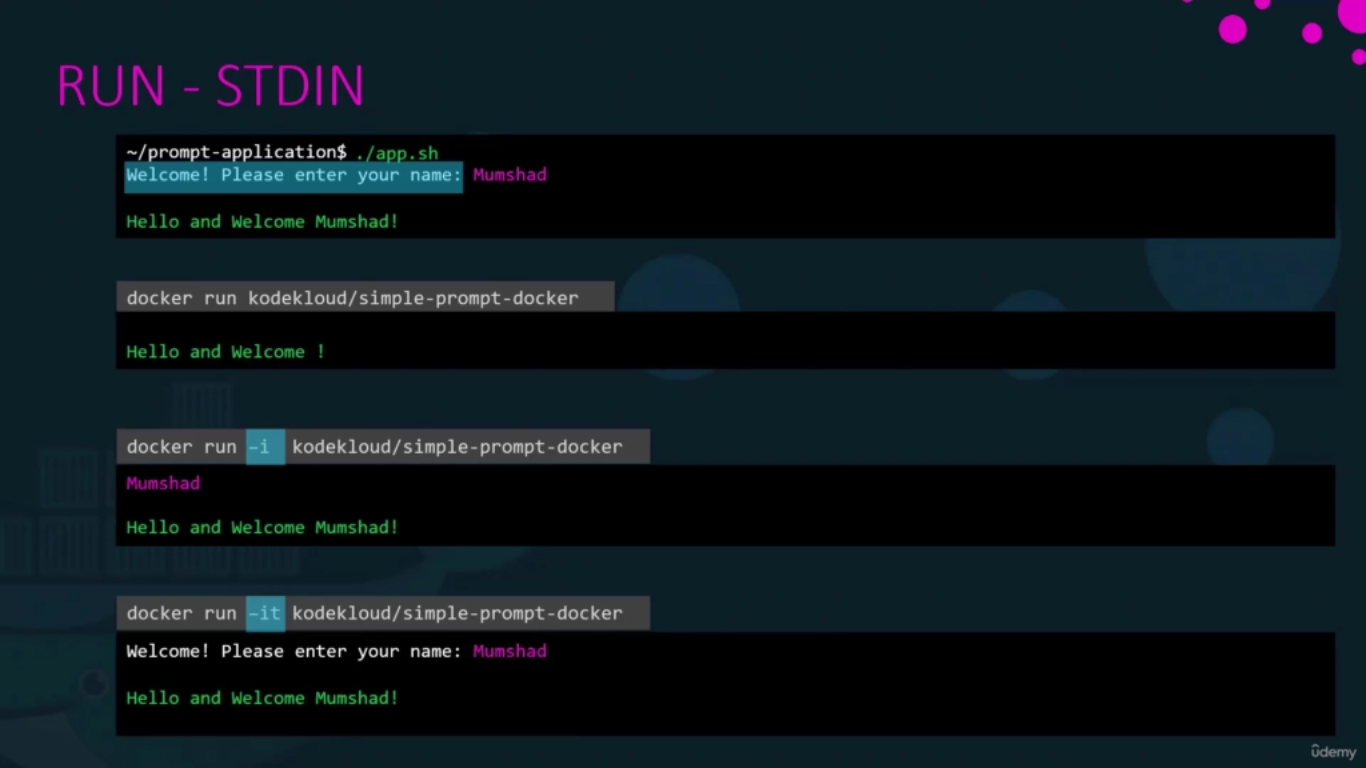 RUN - STDIN
~/prompt-application$ ./app.sh
Welcome! Please enter your name: Mumshad
Hello and Welcome Mumshad!
docker run kodekloud/simple-prompt-docker
Hello and Welcome !
docker run -i kodekloud/simple-prompt-docker
Mumshad
Hello and Welcome Mumshad!
docker run -it kodekloud/simple-prompt-docker
Welcome! Please enter your name: Mumshad
Hello and Welcome Mumshad!
ûdemy